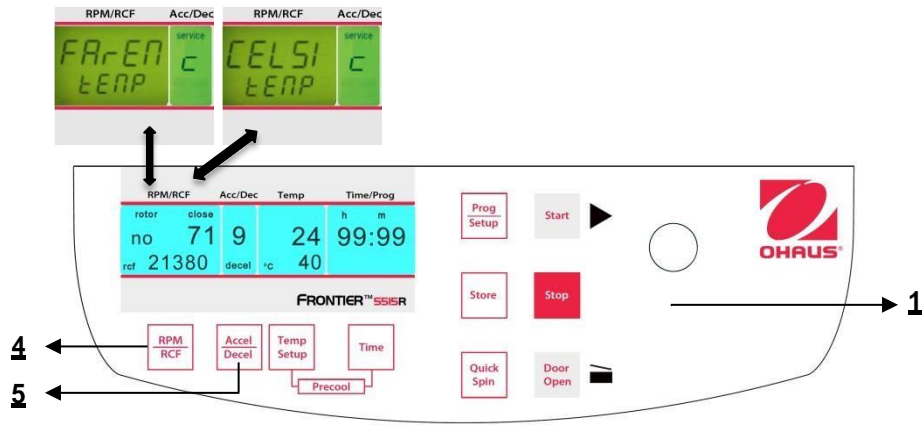 RPM/RCF Acc/Dec
FArEN
tENP
service
c
RPM/RCF Acc/Dec
CELSI
tENP
service
c
RPM/RCF Acc/Dec Temp Time/Prog
rotor close h m
no 71 9 24 99:99
rcf 21380 decel °C 40
FRONTIER™ 5515R
RPM
RCF
Accel
Decel
Temp
Setup
Time
Precool
Prog
Setup
Start
Store
Stop
Quick
Spin
Door
Open
OHAUS®
1
4
5